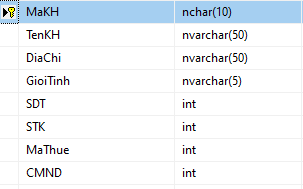 MaKH nchar(10)
TenKH nvarchar(50)
DiaChi nvarchar(50)
GioiTinh nvarchar(5)
SDT int
STK int
MaThue int
CMND int